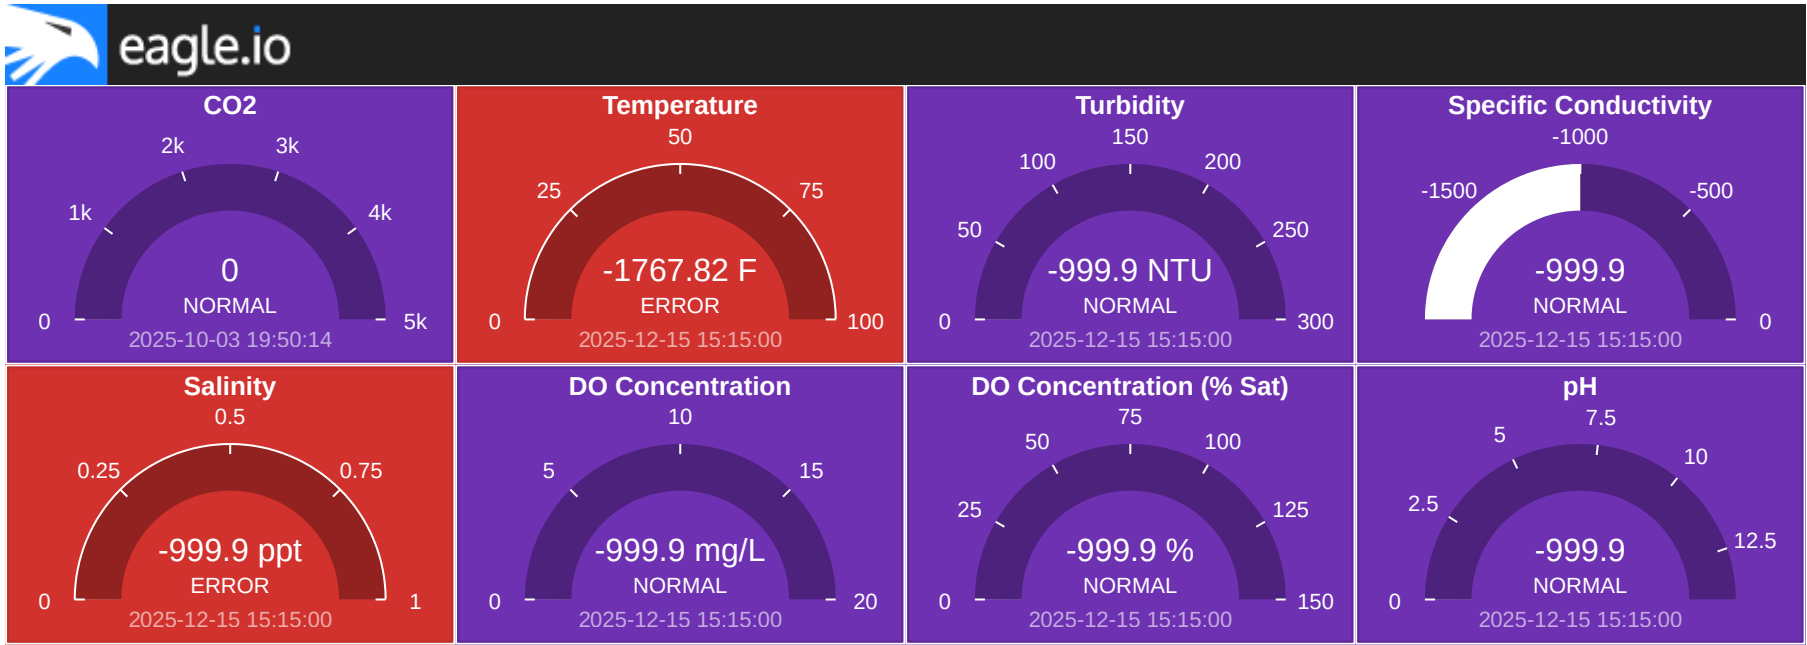 eagle.io
CO2
2k
3k
1k
4k
0
NORMAL
0
5k
2025-10-03 19:50:14
Temperature
50
25
75
-1767.82 F
ERROR
0
100
2025-12-15 15:15:00
Turbidity
150
100
200
50
250
-999.9 NTU
NORMAL
0
300
2025-12-15 15:15:00
Specific Conductivity
-1000
-1500
-500
-999.9
NORMAL
0
2025-12-15 15:15:00
Salinity
0.5
0.25
0.75
-999.9 ppt
ERROR
0
1
2025-12-15 15:15:00
DO Concentration
10
5
15
-999.9 mg/L
NORMAL
0
20
2025-12-15 15:15:00
DO Concentration (% Sat)
75
50
100
25
125
-999.9 %
NORMAL
0
150
2025-12-15 15:15:00
pH
7.5
5
10
2.5
12.5
-999.9
NORMAL
0
2025-12-15 15:15:00